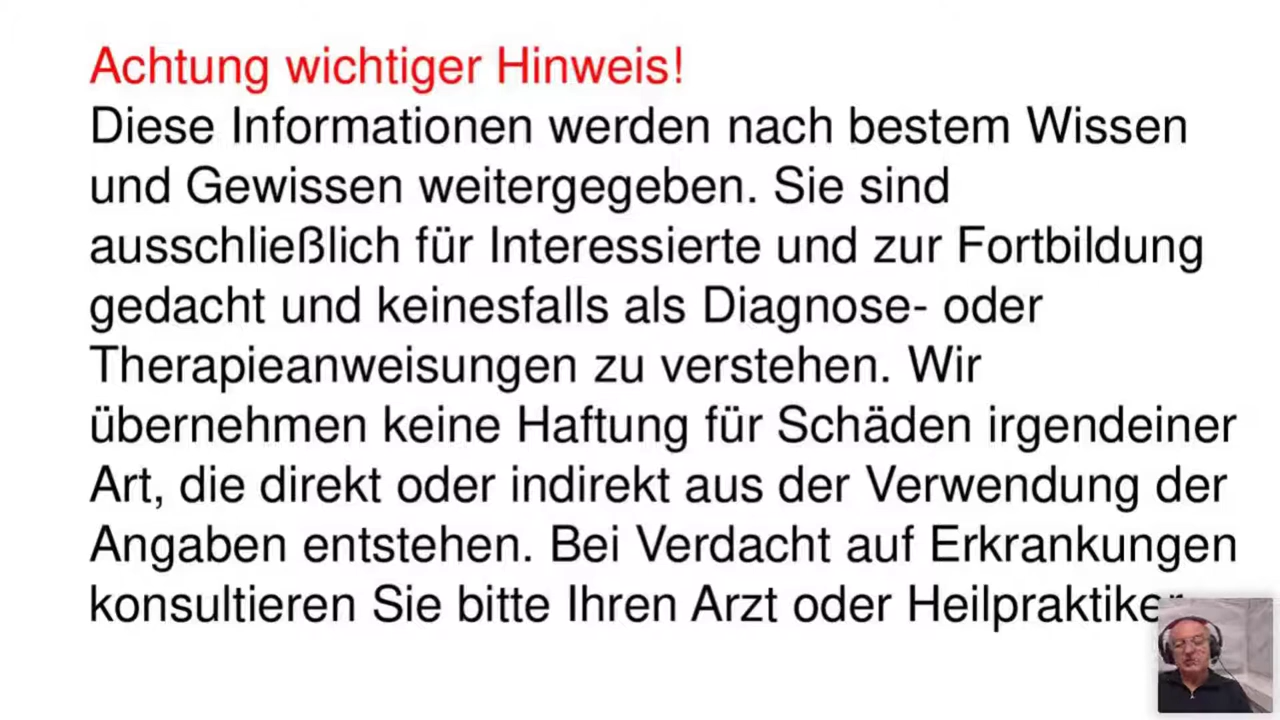 Achtung wichtiger Hinweis!
Diese Informationen werden nach bestem Wissen
und Gewissen weitergegeben. Sie sind
ausschließlich für Interessierte und zur Fortbildung
gedacht und keinesfalls als Diagnose- oder
Therapieanweisungen zu verstehen. Wir
übernehmen keine Haftung für Schäden irgendeiner
Art, die direkt oder indirekt aus der Verwendung der
Angaben entstehen. Bei Verdacht auf Erkrankungen
konsultieren Sie bitte Ihren Arzt oder Heilpraktiker